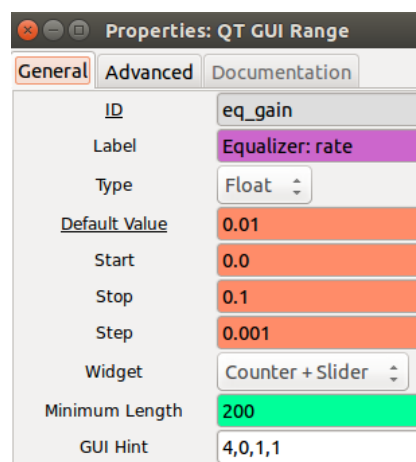 Properties: QT GUI Range
General Advanced Documentation
ID eq_gain
Label Equalizer: rate
Type Float
Default Value 0.01
Start 0.0
Stop 0.1
Step 0.001
Widget Counter + Slider
Minimum Length 200
GUI Hint 4,0,1,1